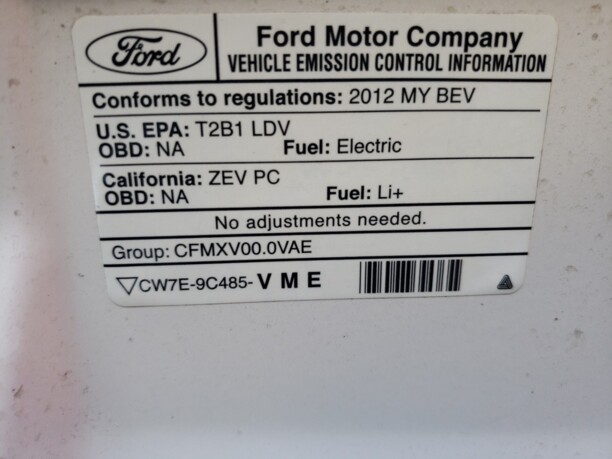 Ford
Ford Motor Company
VEHICLE EMISSION CONTROL INFORMATION
Conforms to regulations: 2012 MY BEV
U.S. EPA: T2B1 LDV
OBD: NA Fuel: Electric
California: ZEV PC
OBD: NA Fuel: Li+
No adjustments needed.
Group: CFMXV00.0VAE
▽CW7E-9C485-V M E